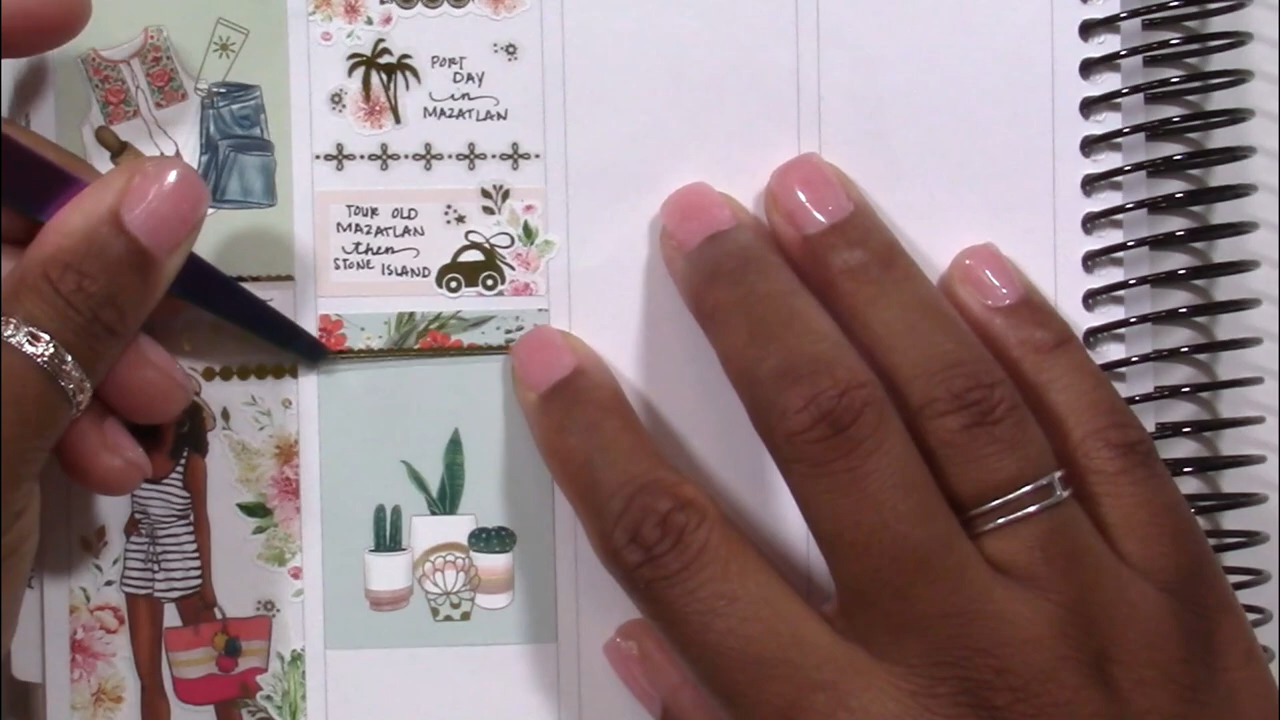 PORT
DAY
in
MAZATLAN
TOUR OLD
MAZATLAN
then
STONE ISLAND